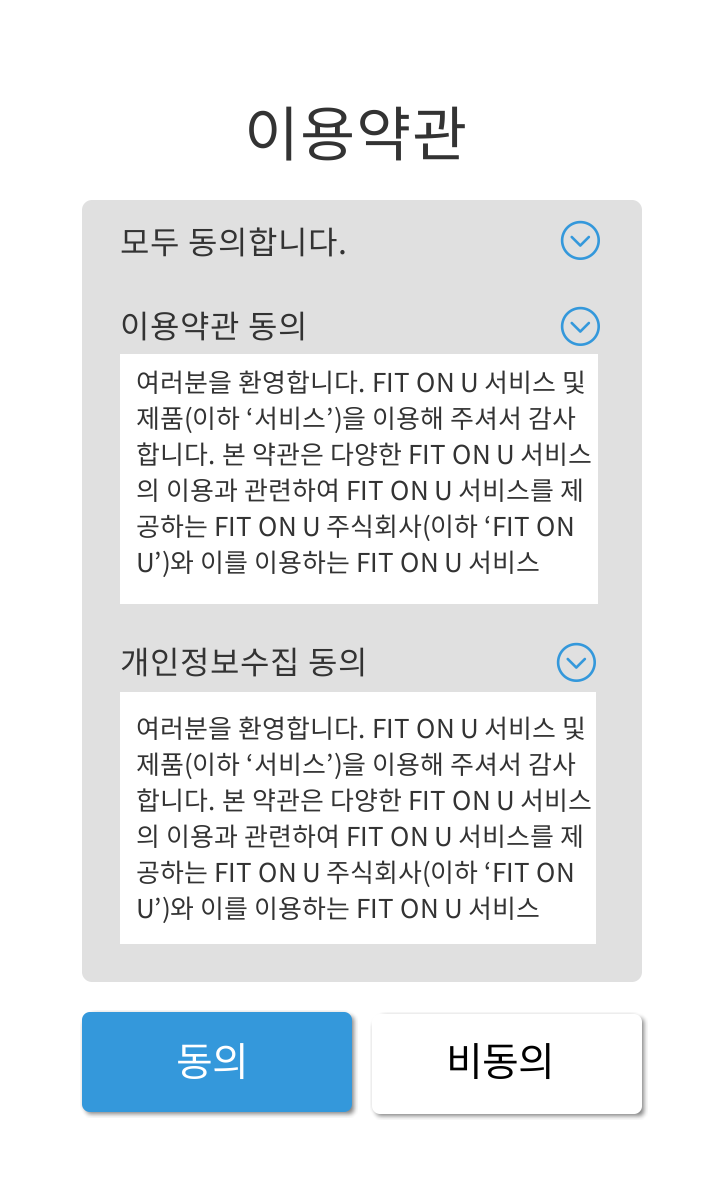 이용약관
모두 동의합니다.
이용약관 동의
여러분을 환영합니다. FIT ON U 서비스 및
제품(이하 ‘서비스’)을 이용해 주셔서 감사
합니다. 본 약관은 다양한 FIT ON U 서비스
의 이용과 관련하여 FIT ON U 서비스를 제
공하는 FIT ON U 주식회사(이하 ‘FIT ON
U’)와 이를 이용하는 FIT ON U 서비스
개인정보수집 동의
여러분을 환영합니다. FIT ON U 서비스 및
제품(이하 ‘서비스’)을 이용해 주셔서 감사
합니다. 본 약관은 다양한 FIT ON U 서비스
의 이용과 관련하여 FIT ON U 서비스를 제
공하는 FIT ON U 주식회사(이하 ‘FIT ON
U’)와 이를 이용하는 FIT ON U 서비스
동의
비동의